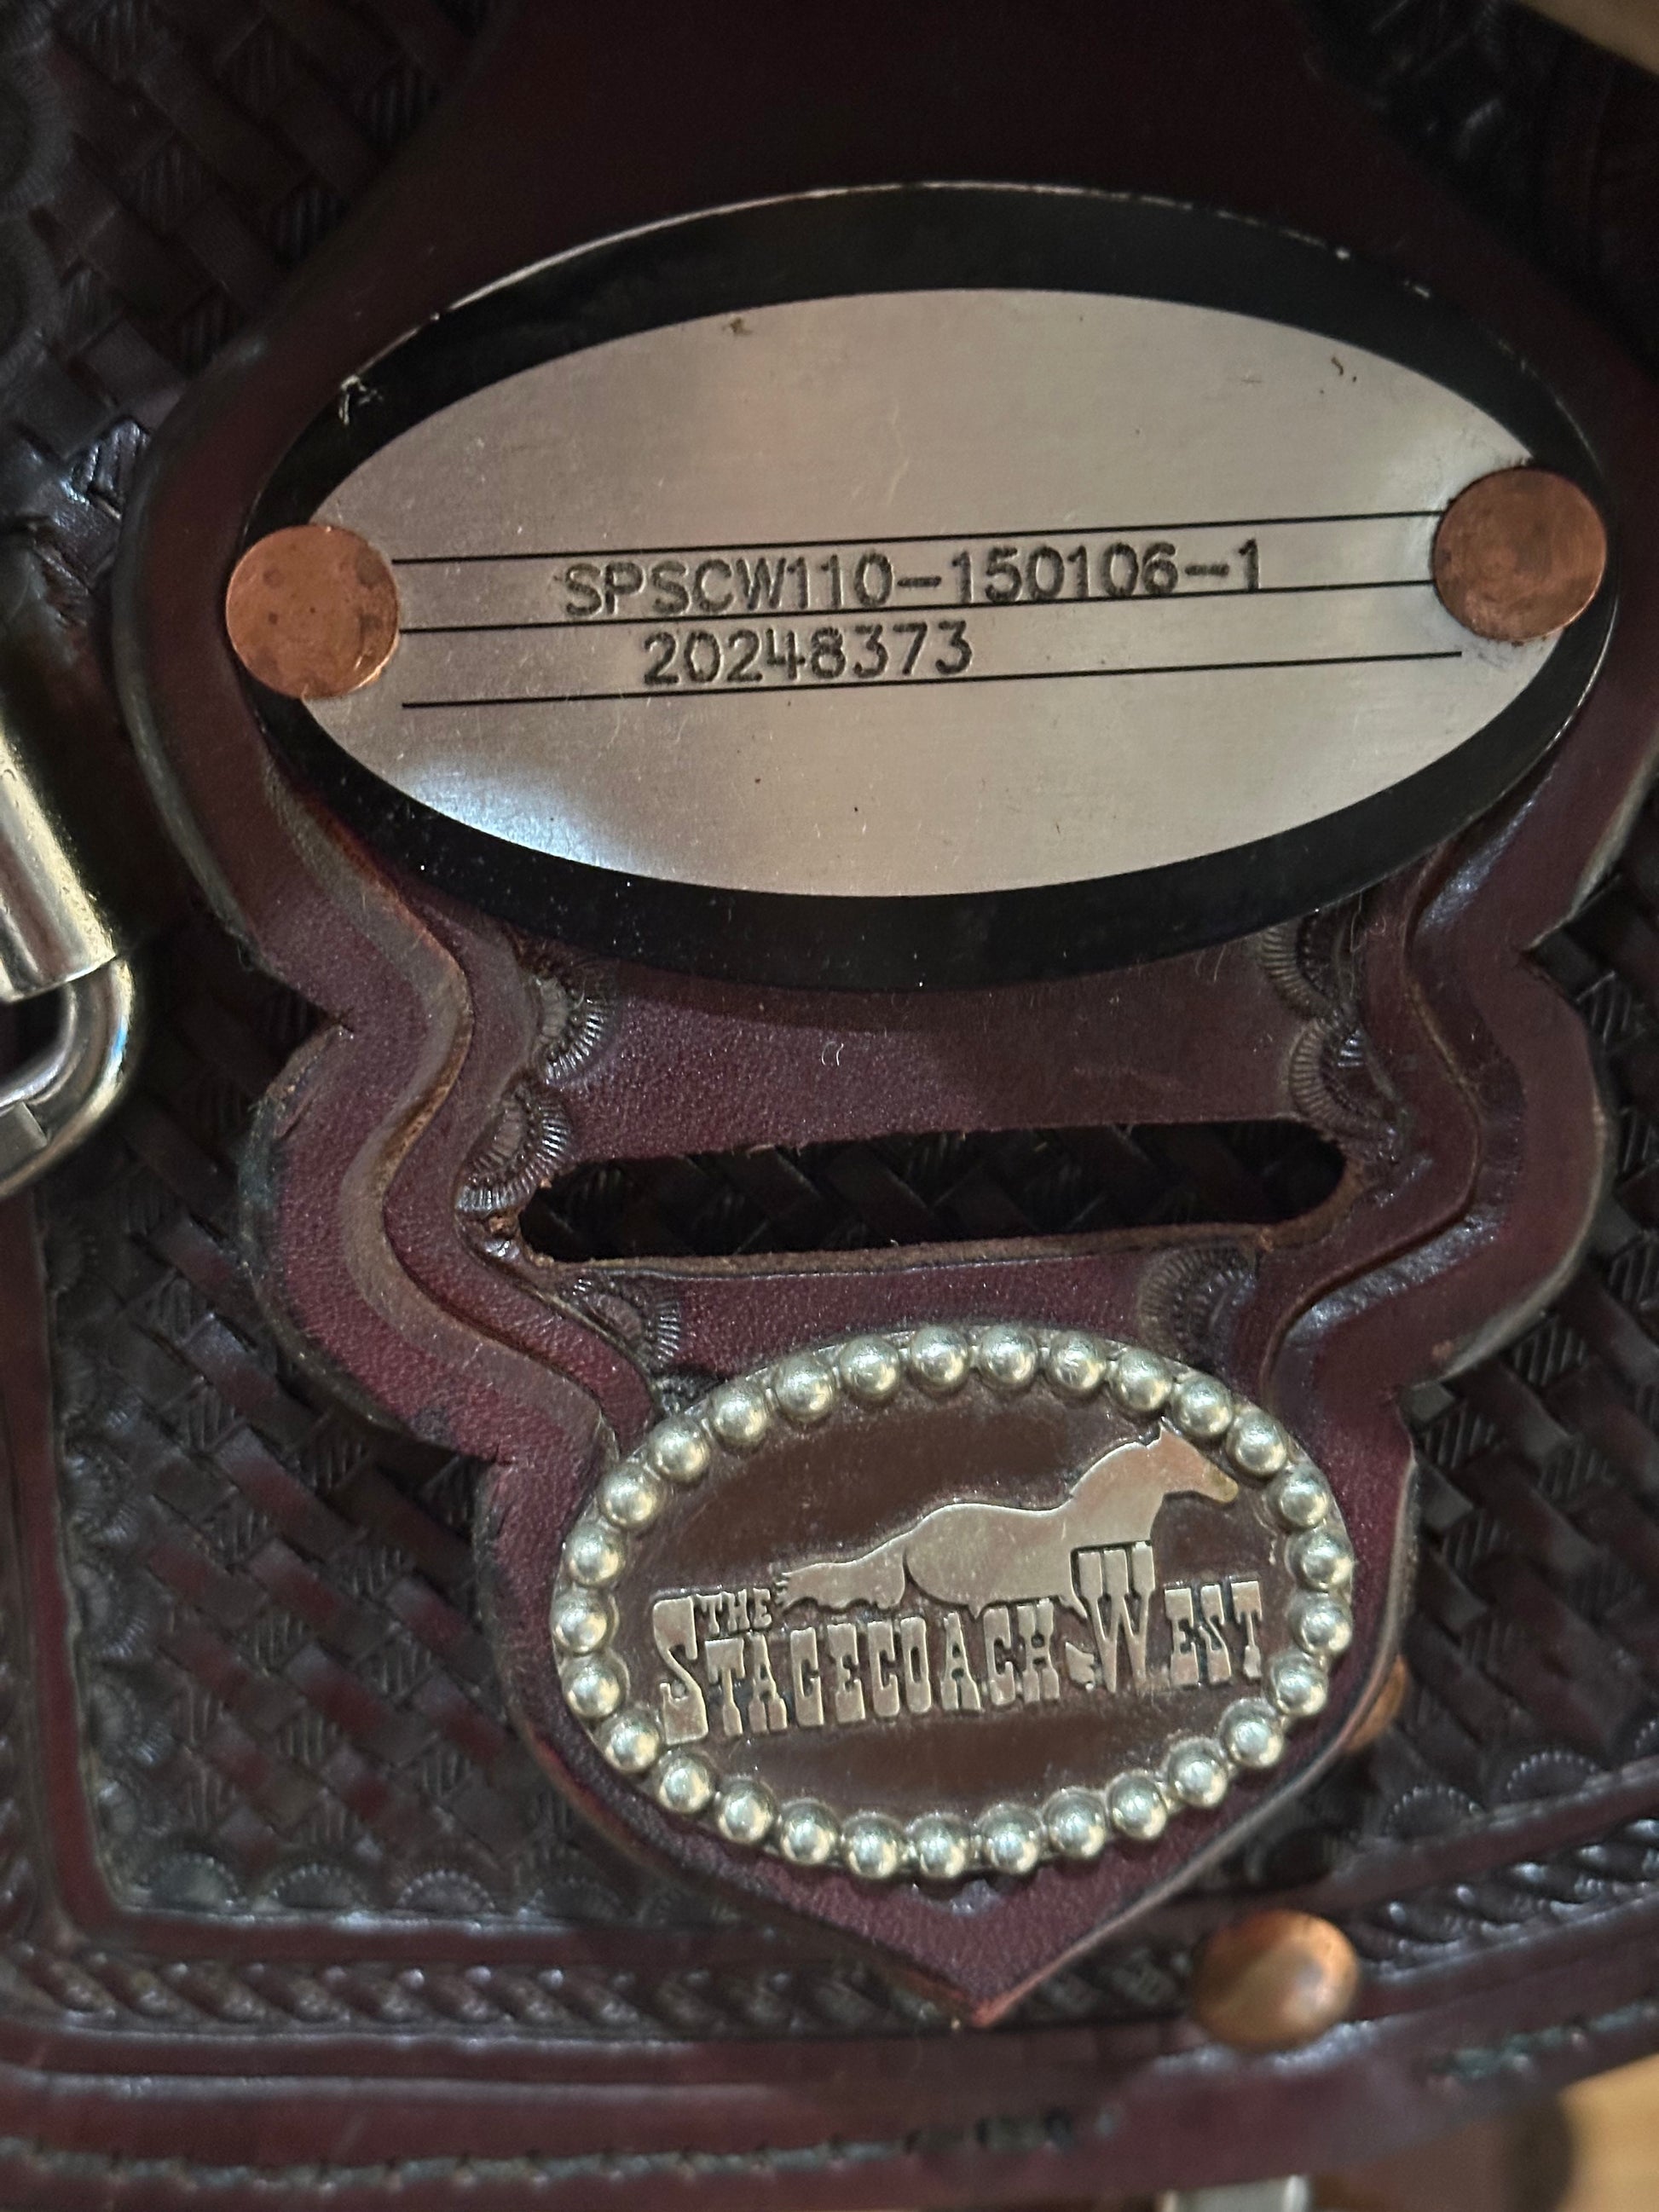 SPSCW110-150106-1
20248373
THE
STAGECOACH WEST